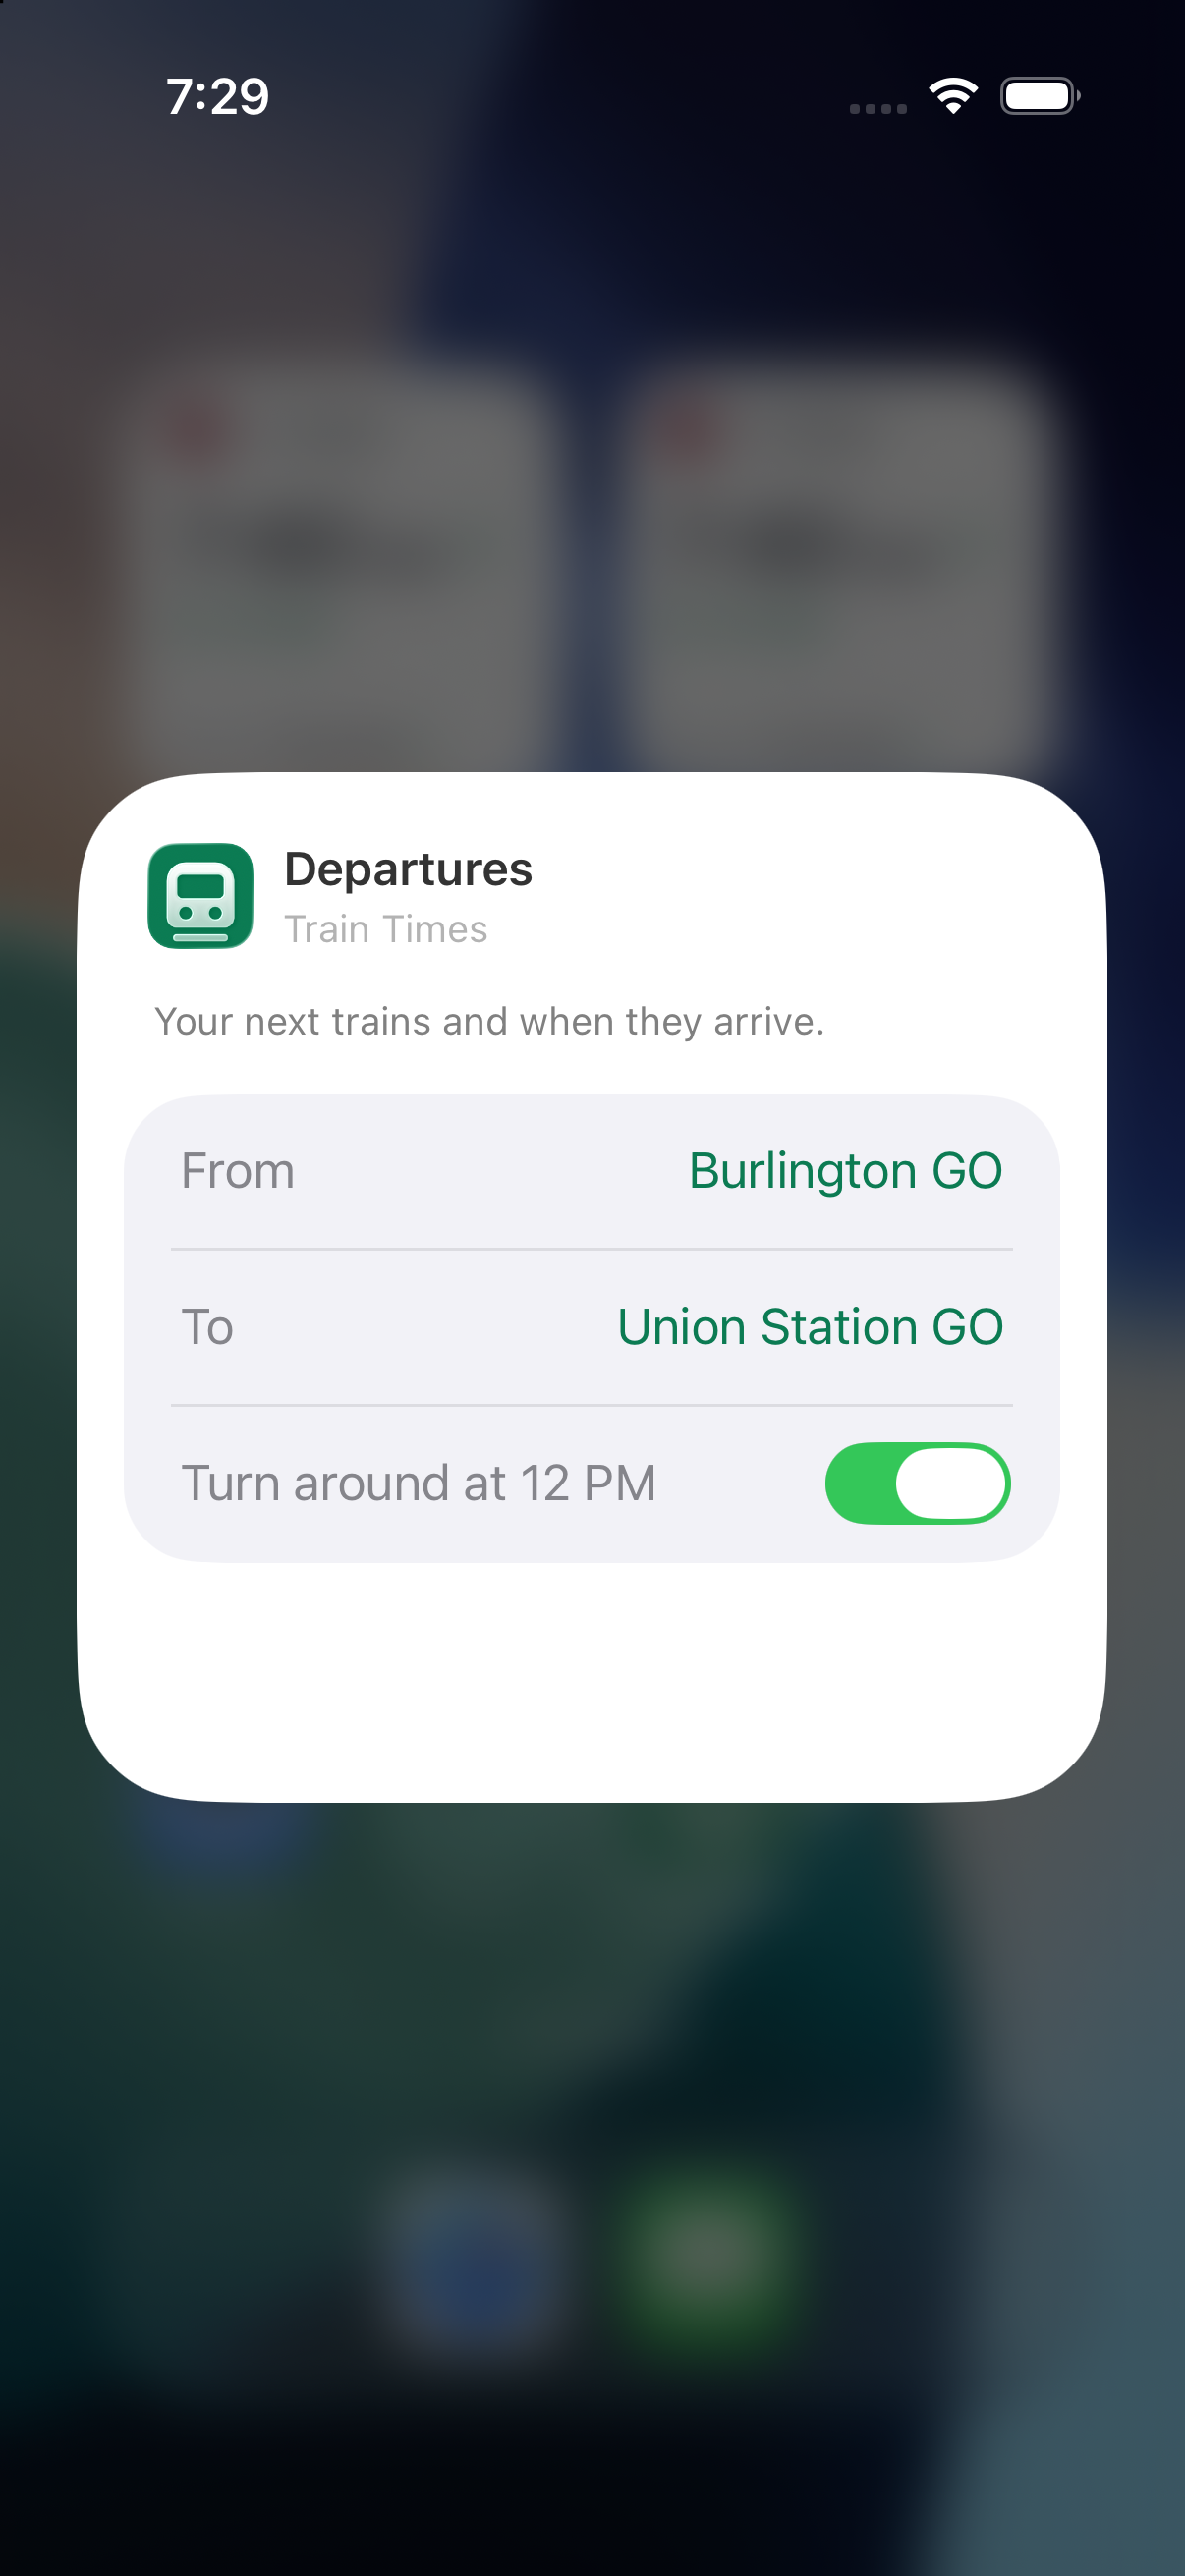 7:29
Departures
Train Times
Your next trains and when they arrive.
From Burlington GO
To Union Station GO
Turn around at 12 PM